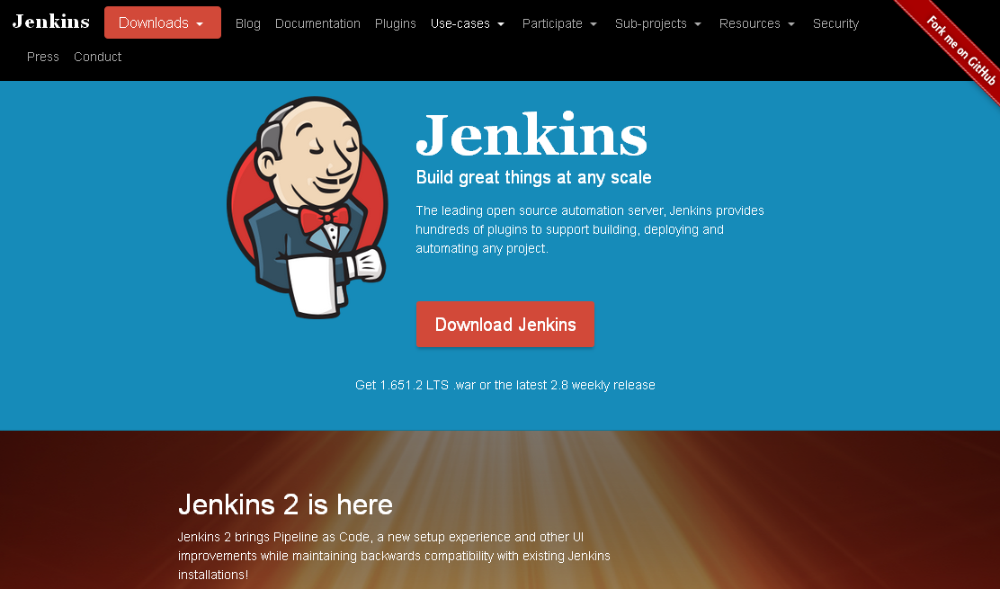 Jenkins Downloads Blog Documentation Plugins Use-cases Participate Sub-projects Resources Security
Press Conduct
Fork me on GitHub
Jenkins
Build great things at any scale
The leading open source automation server, Jenkins provides
hundreds of plugins to support building, deploying and
automating any project.
Download Jenkins
Get 1.651.2 LTS .war or the latest 2.8 weekly release
Jenkins 2 is here
Jenkins 2 brings Pipeline as Code, a new setup experience and other UI
improvements while maintaining backwards compatibility with existing Jenkins
installations!